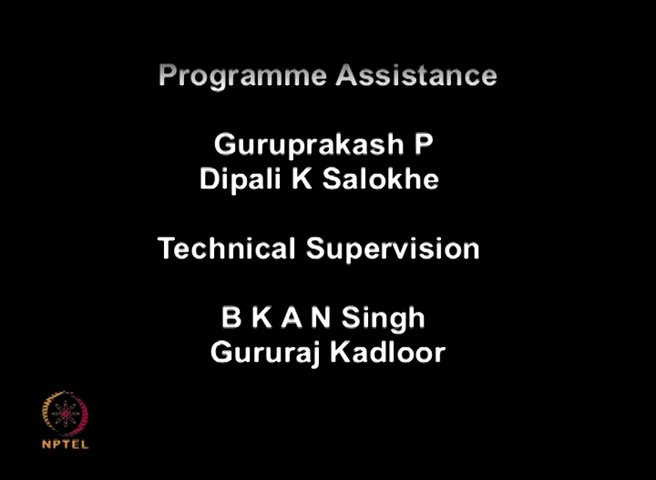 Programme Assistance
Guruprakash P
Dipali K Salokhe
Technical Supervision
B K A N Singh
Gururaj Kadloor
NPTEL